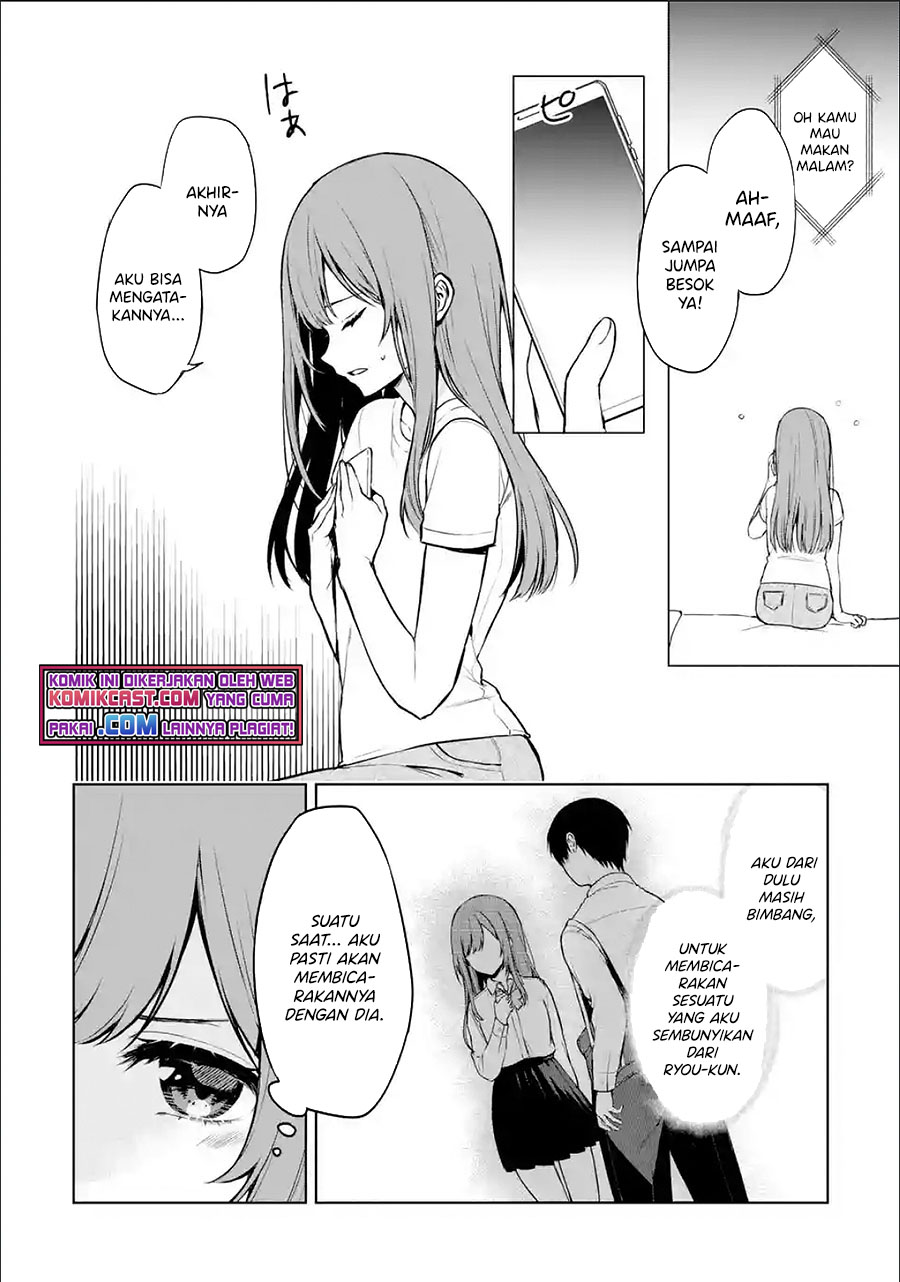 OH KAMU
MAU
MAKAN
MALAM?
AH-
MAAF,
SAMPAI
JUMPA
BESOK
YA!
ピ
はぁ
AKHIR-
NYA
AKU BISA
MENGATA-
KANNYA...
KOMIK INI DIKERJAKAN OLEH WEB
KOMIKCAST.COM YANG CUMA
PAKAI .COM LAINNYA PLAGIAT!
AKU DARI
DULU
MASIH
BIMBANG,
UNTUK
MEMBICA-
RAKAN
SESUATU
YANG AKU
SEMBUNYIKAN
DARI
RYOU-KUN.
SUATU
SAAT... AKU
PASTI AKAN
MEMBICA-
RAKANNYA
DENGAN DIA.